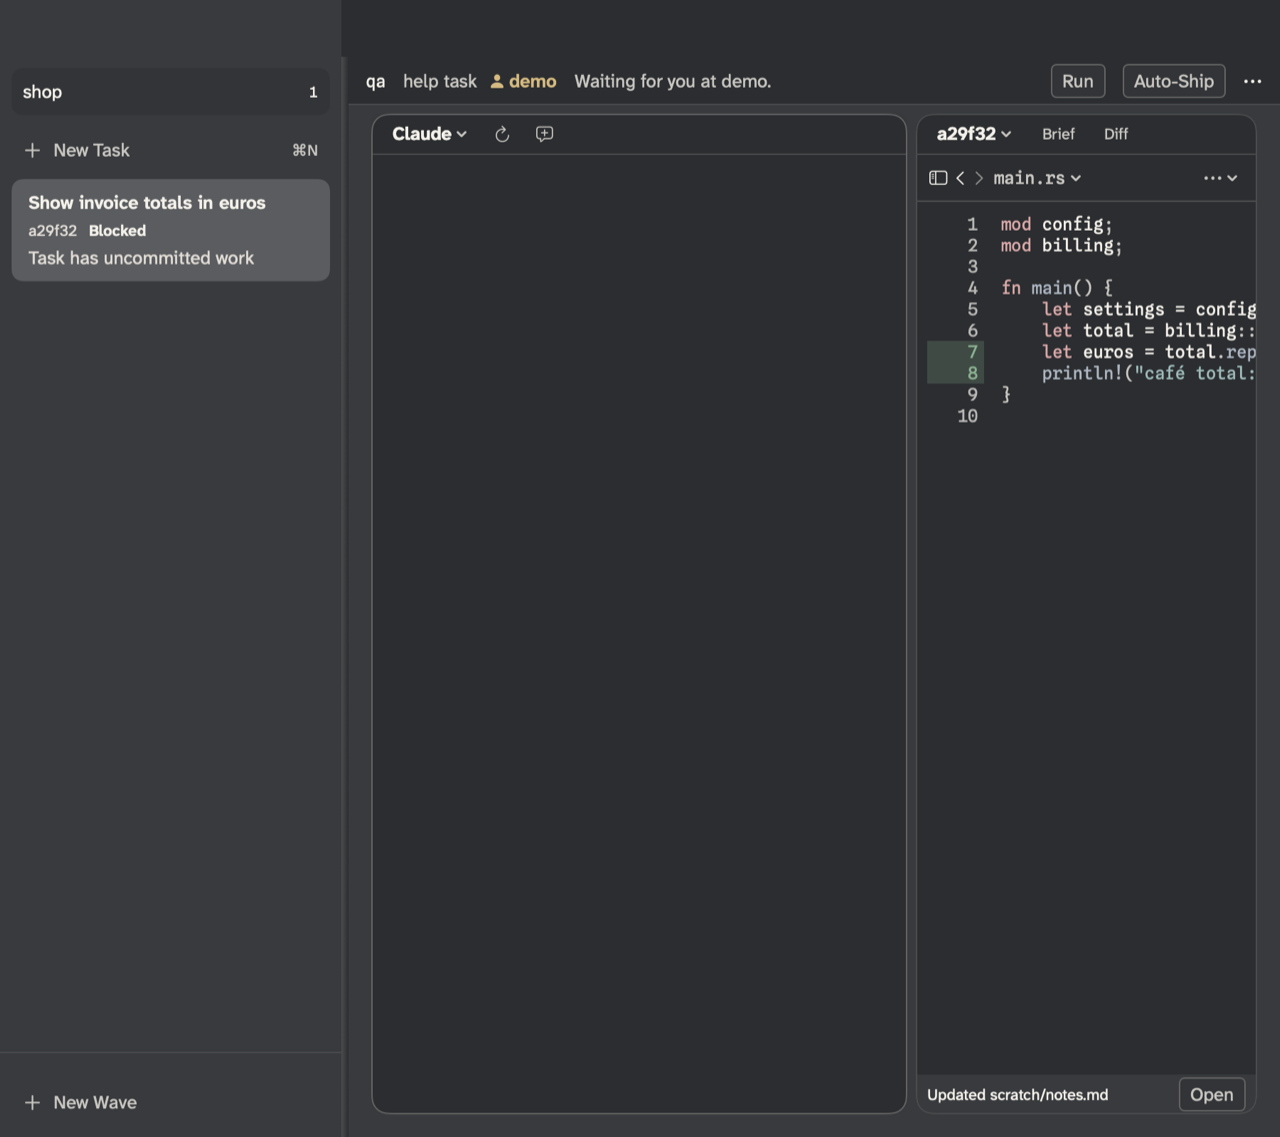 shop 1
New Task ⌘N
Show invoice totals in euros
a29f32 Blocked
Task has uncommitted work
New Wave
qa help task demo Waiting for you at demo. Run Auto-Ship ...
Claude
a29f32 Brief Diff
main.rs ...
1 mod config;
2 mod billing;
3
4 fn main() {
5 let settings = config
6 let total = billing::
7 let euros = total.rep
8 println!("café total:
9 }
10
Updated scratch/notes.md Open